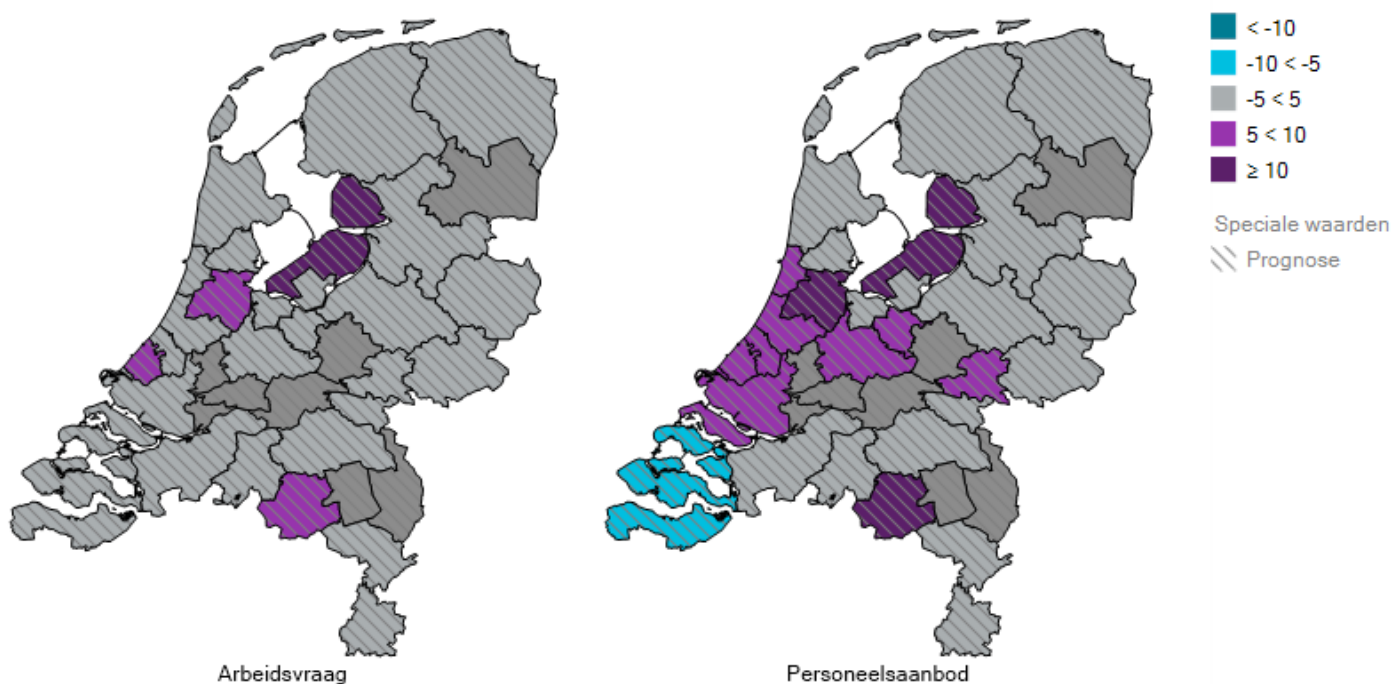 < -10
-10 < -5
-5 < 5
5 < 10
≥ 10
Speciale waarden
Prognose
Arbeidsvraag
Personeelsaanbod